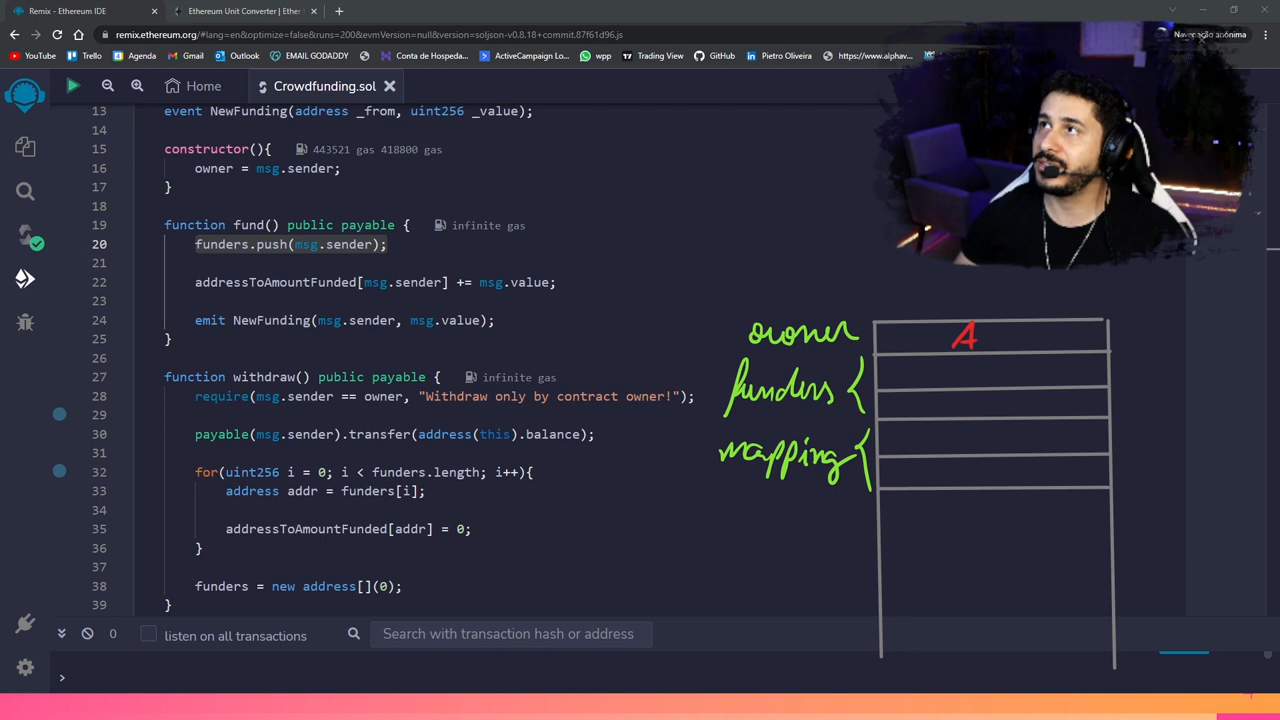 Remix - Ethereum IDE
Ethereum Unit Converter | Ether
remix.ethereum.org/#lang=en&optimize=false&runs=200&evmVersion=null&version=soljson-v0.8.18+commit.87f61d96.js
Navegação anônima
YouTube
Trello
Agenda
Gmail
Outlook
EMAIL GODADDY
Conta de Hospeda...
ActiveCampaign Lo...
wpp
Trading View
GitHub
Pietro Oliveira
https://www.alphav...
Home
Crowdfunding.sol
13 event NewFunding(address _from, uint256 _value);
14
15 constructor(){ 443521 gas 418800 gas
16 owner = msg.sender;
17 }
18
19 function fund() public payable { infinite gas
20 funders.push(msg.sender);
21
22 addressToAmountFunded[msg.sender] += msg.value;
23
24 emit NewFunding(msg.sender, msg.value);
25 }
26
27 function withdraw() public payable { infinite gas
28 require(msg.sender == owner, "Withdraw only by contract owner!");
29
30 payable(msg.sender).transfer(address(this).balance);
31
32 for(uint256 i = 0; i < funders.length; i++){
33 address addr = funders[i];
34
35 addressToAmountFunded[addr] = 0;
36 }
37
38 funders = new address[](0);
39 }
owner A
funders {
mapping {
0
listen on all transactions
Search with transaction hash or address
>